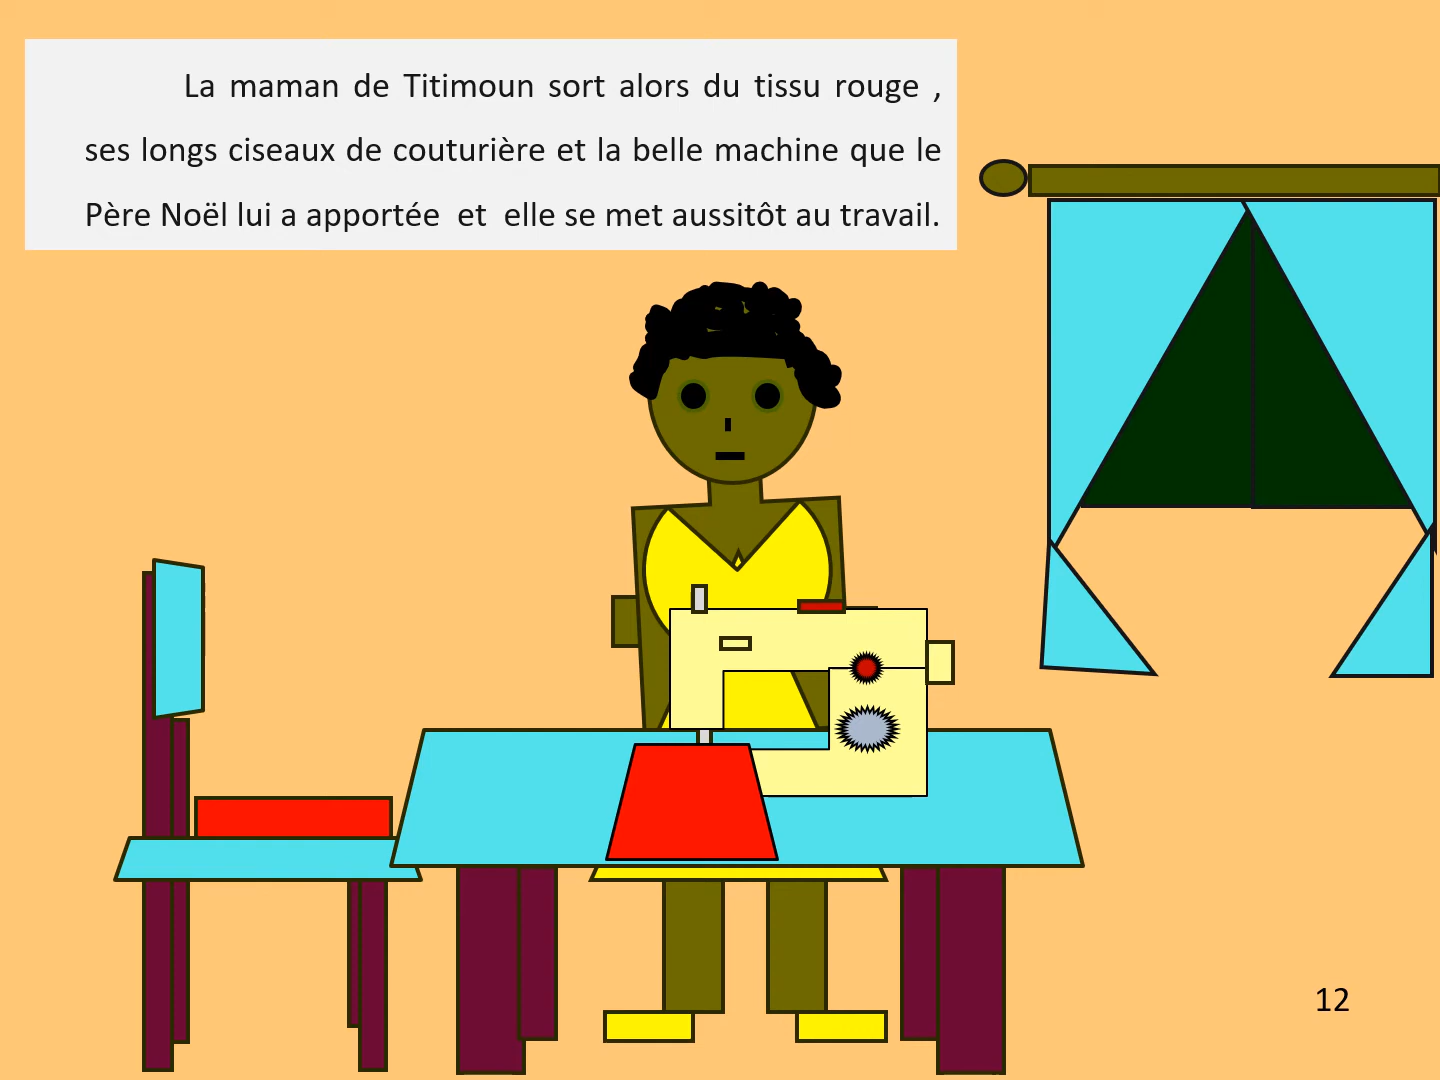 La maman de Titimoun sort alors du tissu rouge ,
ses longs ciseaux de couturière et la belle machine que le
Père Noël lui a apportée et elle se met aussitôt au travail.
12